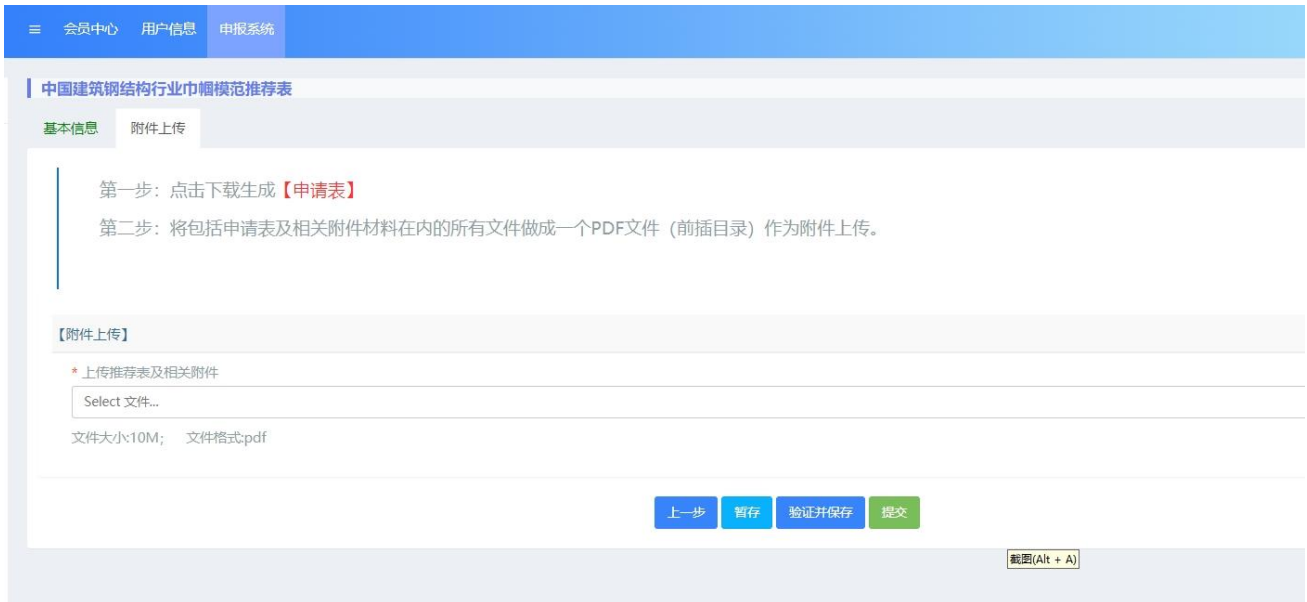 ≡ 会员中心 用户信息 申报系统
中国建筑钢结构行业巾帼模范推荐表
基本信息 附件上传
第一步：点击下载生成【申请表】
第二步：将包括申请表及相关附件材料在内的所有文件做成一个PDF文件（前插目录）作为附件上传。
【附件上传】
* 上传推荐表及相关附件
Select 文件...
文件大小:10M； 文件格式:pdf
上一步 暂存 验证并保存 提交
截图(Alt + A)